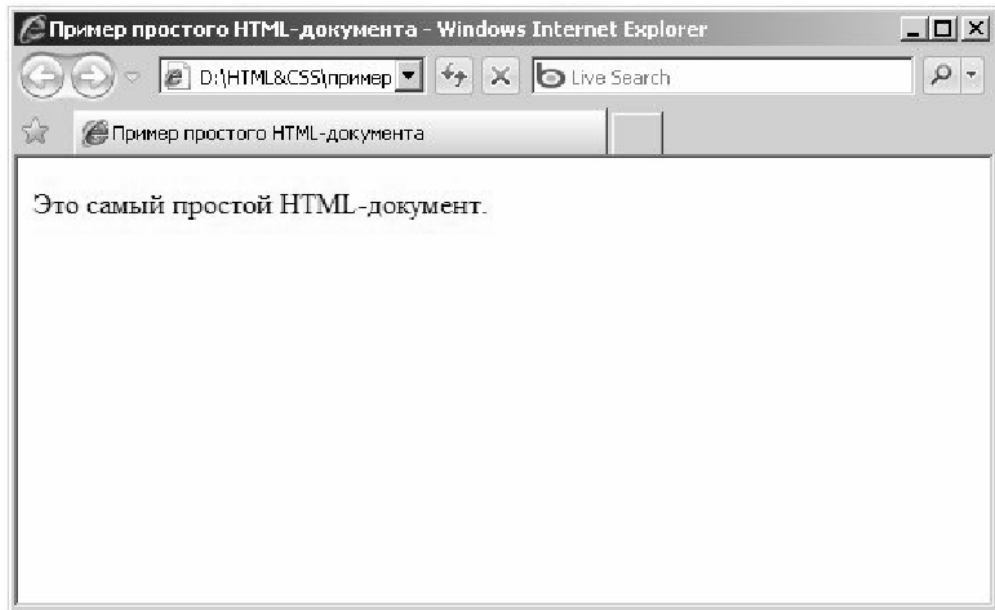 Пример простого HTML-документа - Windows Internet Explorer
D:\HTML&CSS\пример
Live Search
Пример простого HTML-документа
Это самый простой HTML-документ.